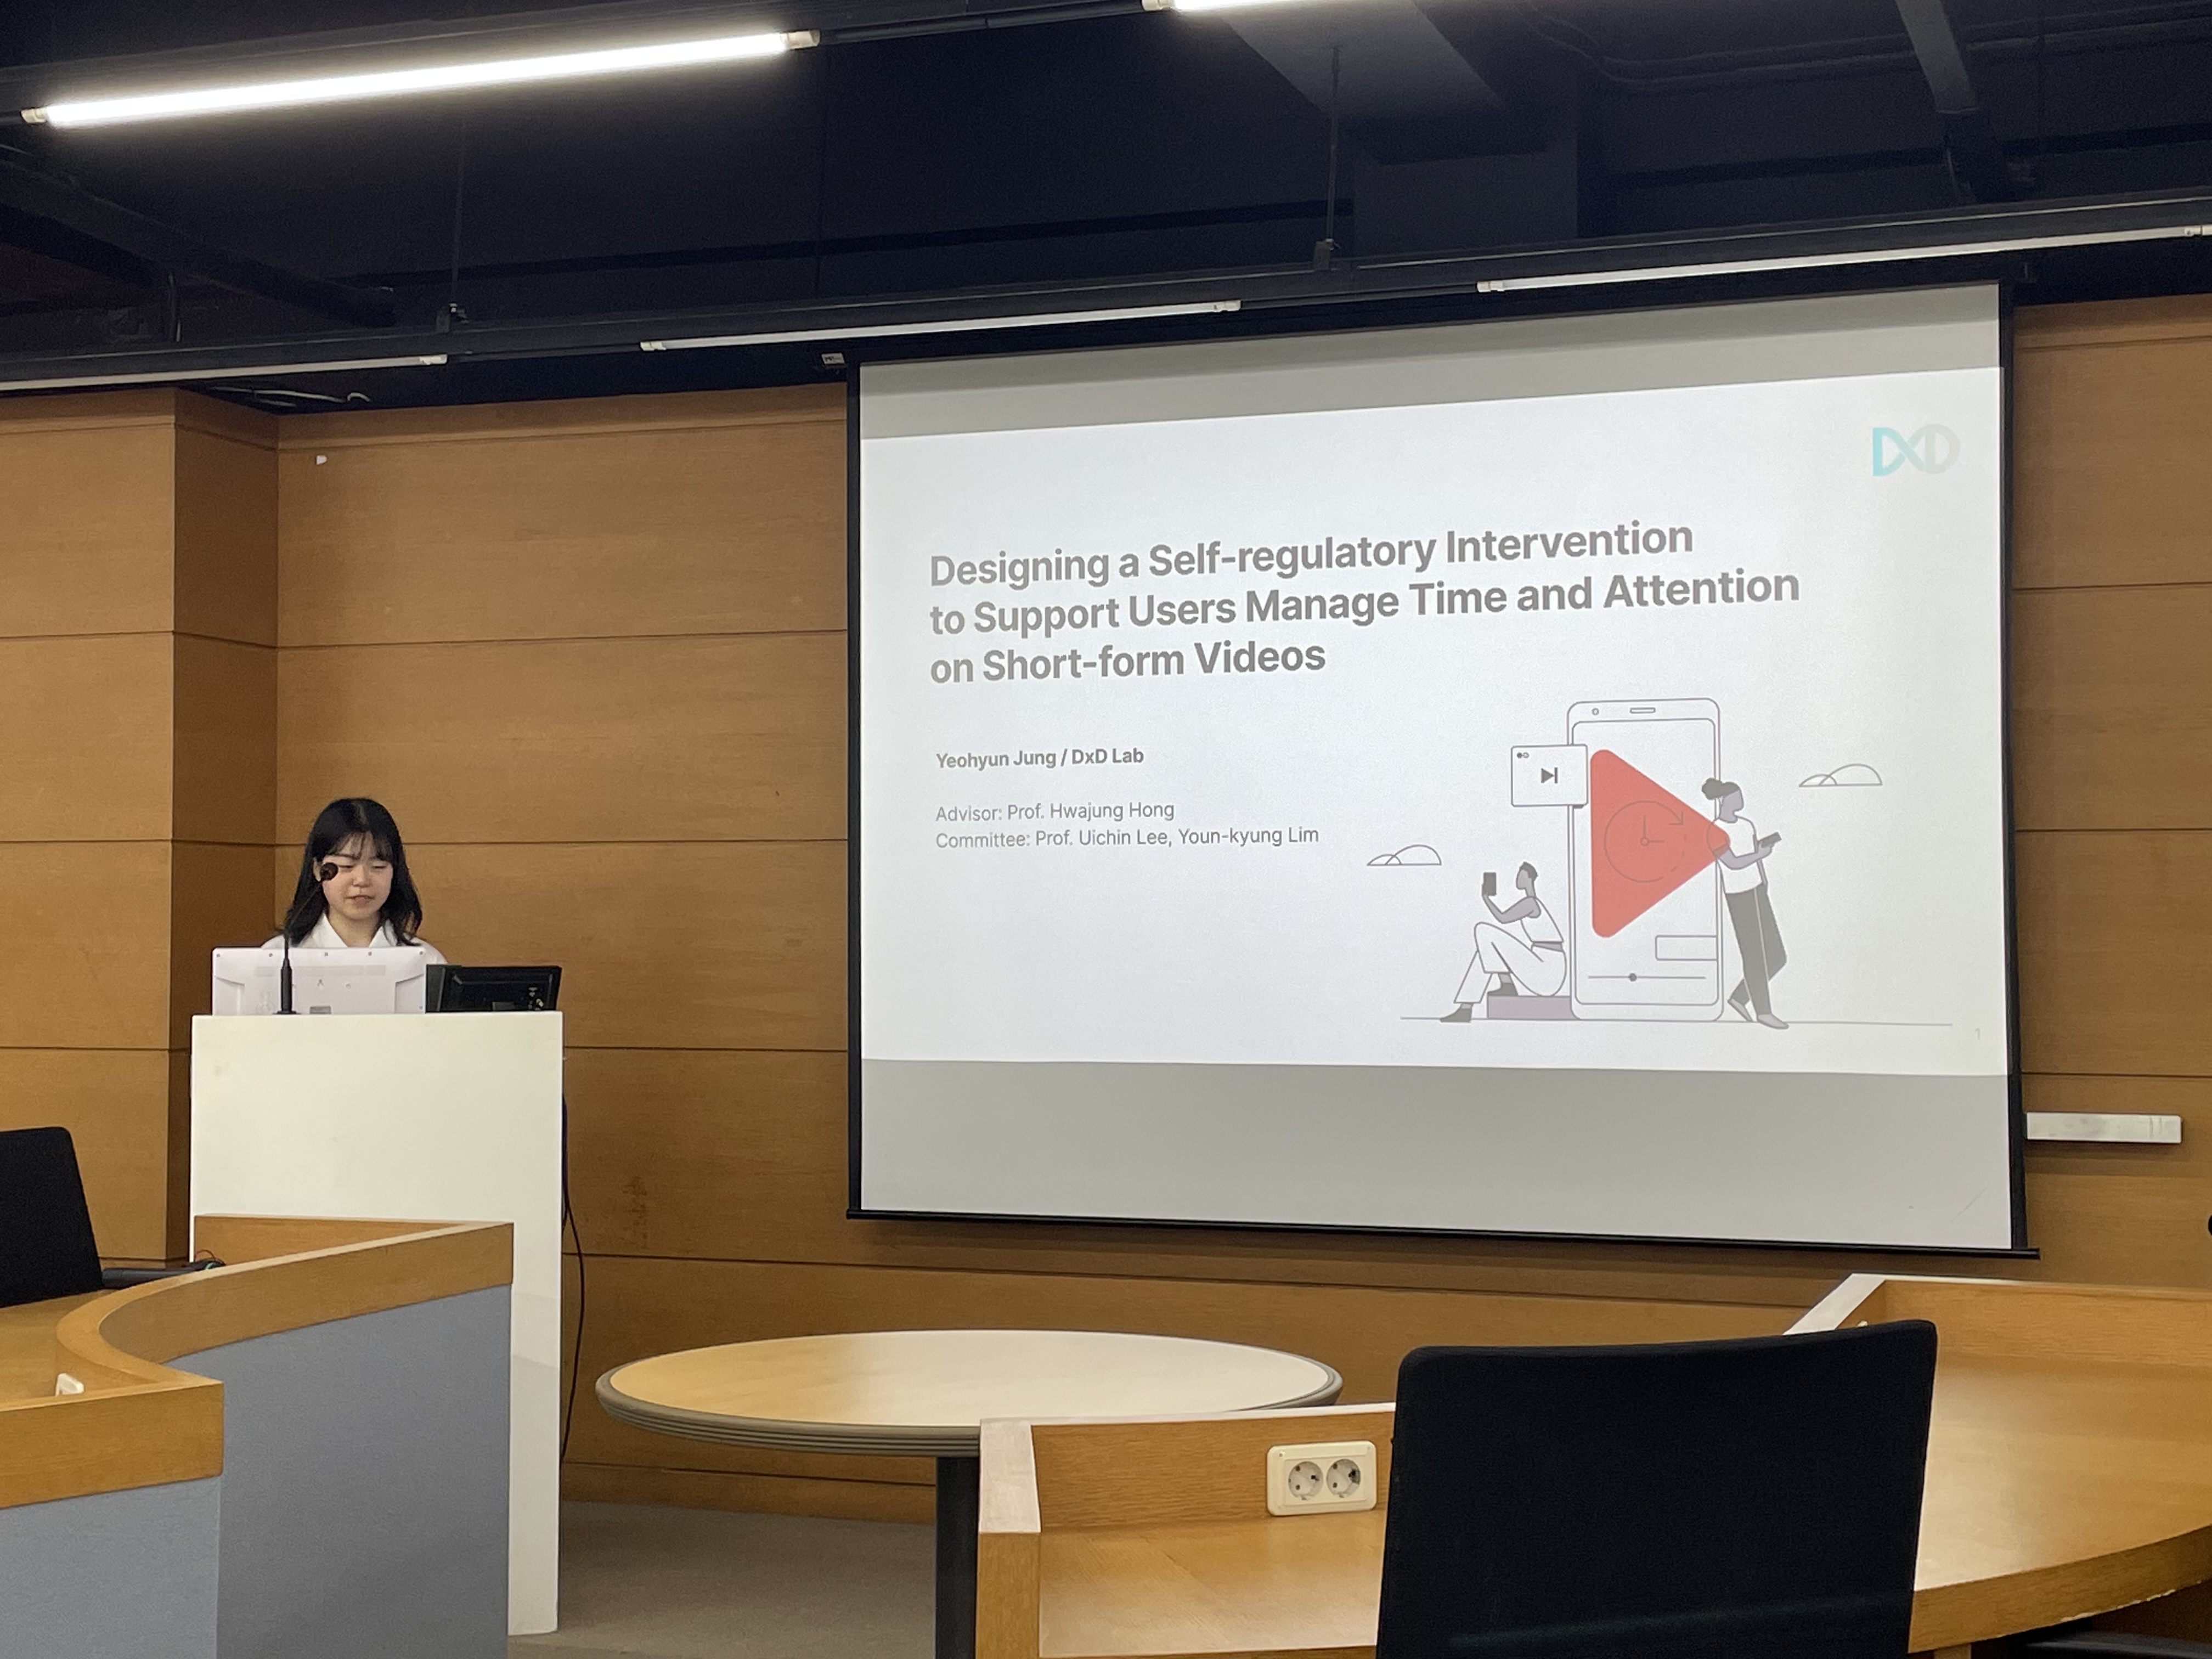 DXD
Designing a Self-regulatory Intervention
to Support Users Manage Time and Attention
on Short-form Videos
Yeohyun Jung / DxD Lab
Advisor: Prof. Hwajung Hong
Committee: Prof. Uichin Lee, Youn-kyung Lim
1